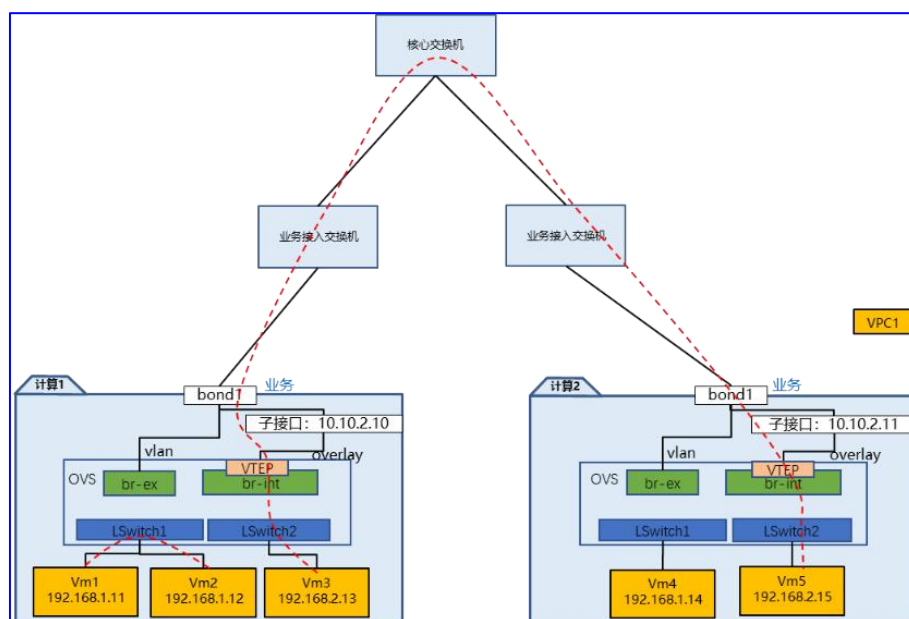 核心交换机
业务接入交换机
业务接入交换机
VPC1
计算1
bond1
业务
子接口：10.10.2.10
vlan
overlay
OVS
VTEP
br-ex
br-int
LSwitch1
LSwitch2
Vm1
192.168.1.11
Vm2
192.168.1.12
Vm3
192.168.2.13
计算2
bond1
业务
子接口：10.10.2.11
vlan
overlay
OVS
VTEP
br-ex
br-int
LSwitch1
LSwitch2
Vm4
192.168.1.14
Vm5
192.168.2.15